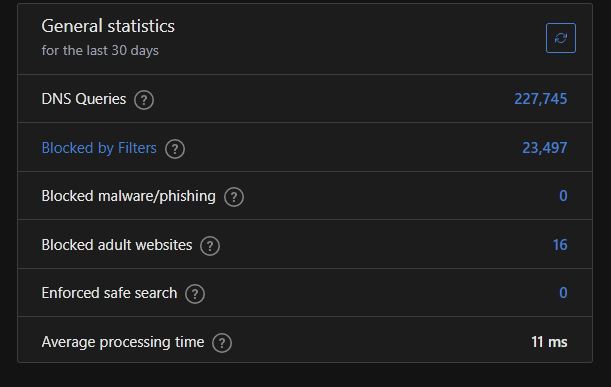 General statistics
for the last 30 days
DNS Queries ? 227,745
Blocked by Filters ? 23,497
Blocked malware/phishing ? 0
Blocked adult websites ? 16
Enforced safe search ? 0
Average processing time ? 11 ms